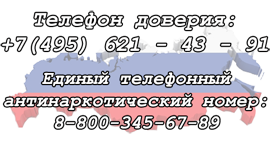 Телефон доверия:
+7(495) 621 - 43 - 91
Единый телефонный
антинаркотический номер:
8-800-345-67-89